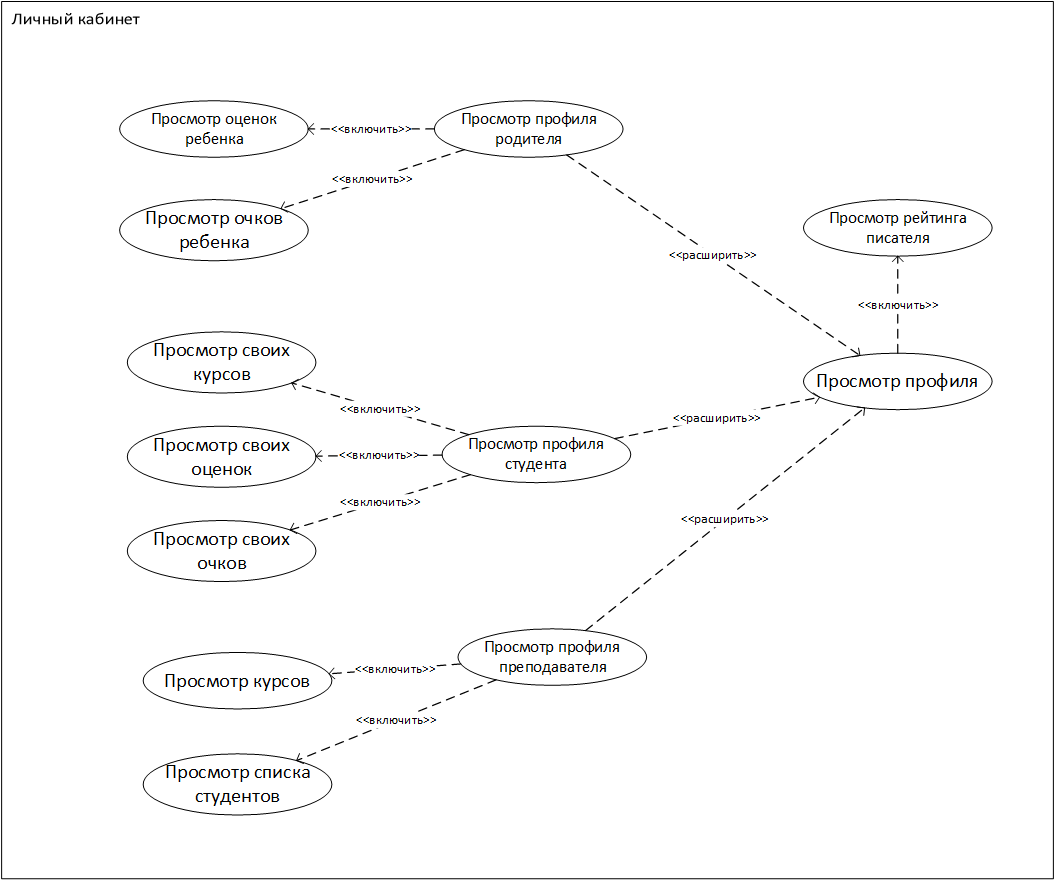 Личный кабинет
Просмотр оценок
ребенка
<<включить>>
Просмотр профиля
родителя
<<включить>>
Просмотр очков
ребенка
<<расширить>>
Просмотр рейтинга
писателя
<<включить>>
Просмотр профиля
Просмотр своих
курсов
<<включить>>
<<расширить>>
Просмотр своих
оценок
<<включить>>
Просмотр профиля
студента
<<включить>>
Просмотр своих
очков
<<расширить>>
Просмотр профиля
преподавателя
<<включить>>
Просмотр курсов
<<включить>>
Просмотр списка
студентов